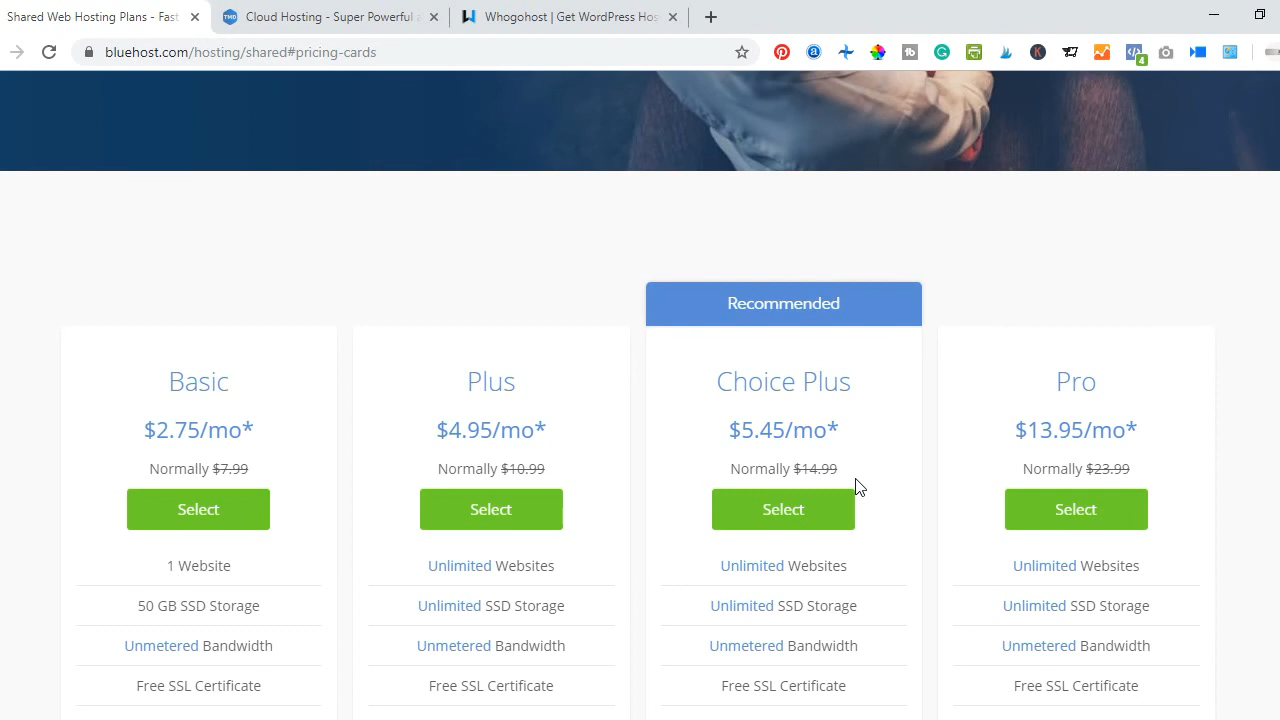 Shared Web Hosting Plans - Fast
Cloud Hosting - Super Powerful a
Whogohost | Get WordPress Hos
bluehost.com/hosting/shared#pricing-cards
4
Recommended
Basic
$2.75/mo*
Normally $7.99
Select
1 Website
50 GB SSD Storage
Unmetered Bandwidth
Free SSL Certificate
Plus
$4.95/mo*
Normally $10.99
Select
Unlimited Websites
Unlimited SSD Storage
Unmetered Bandwidth
Free SSL Certificate
Choice Plus
$5.45/mo*
Normally $14.99
Select
Unlimited Websites
Unlimited SSD Storage
Unmetered Bandwidth
Free SSL Certificate
Pro
$13.95/mo*
Normally $23.99
Select
Unlimited Websites
Unlimited SSD Storage
Unmetered Bandwidth
Free SSL Certificate